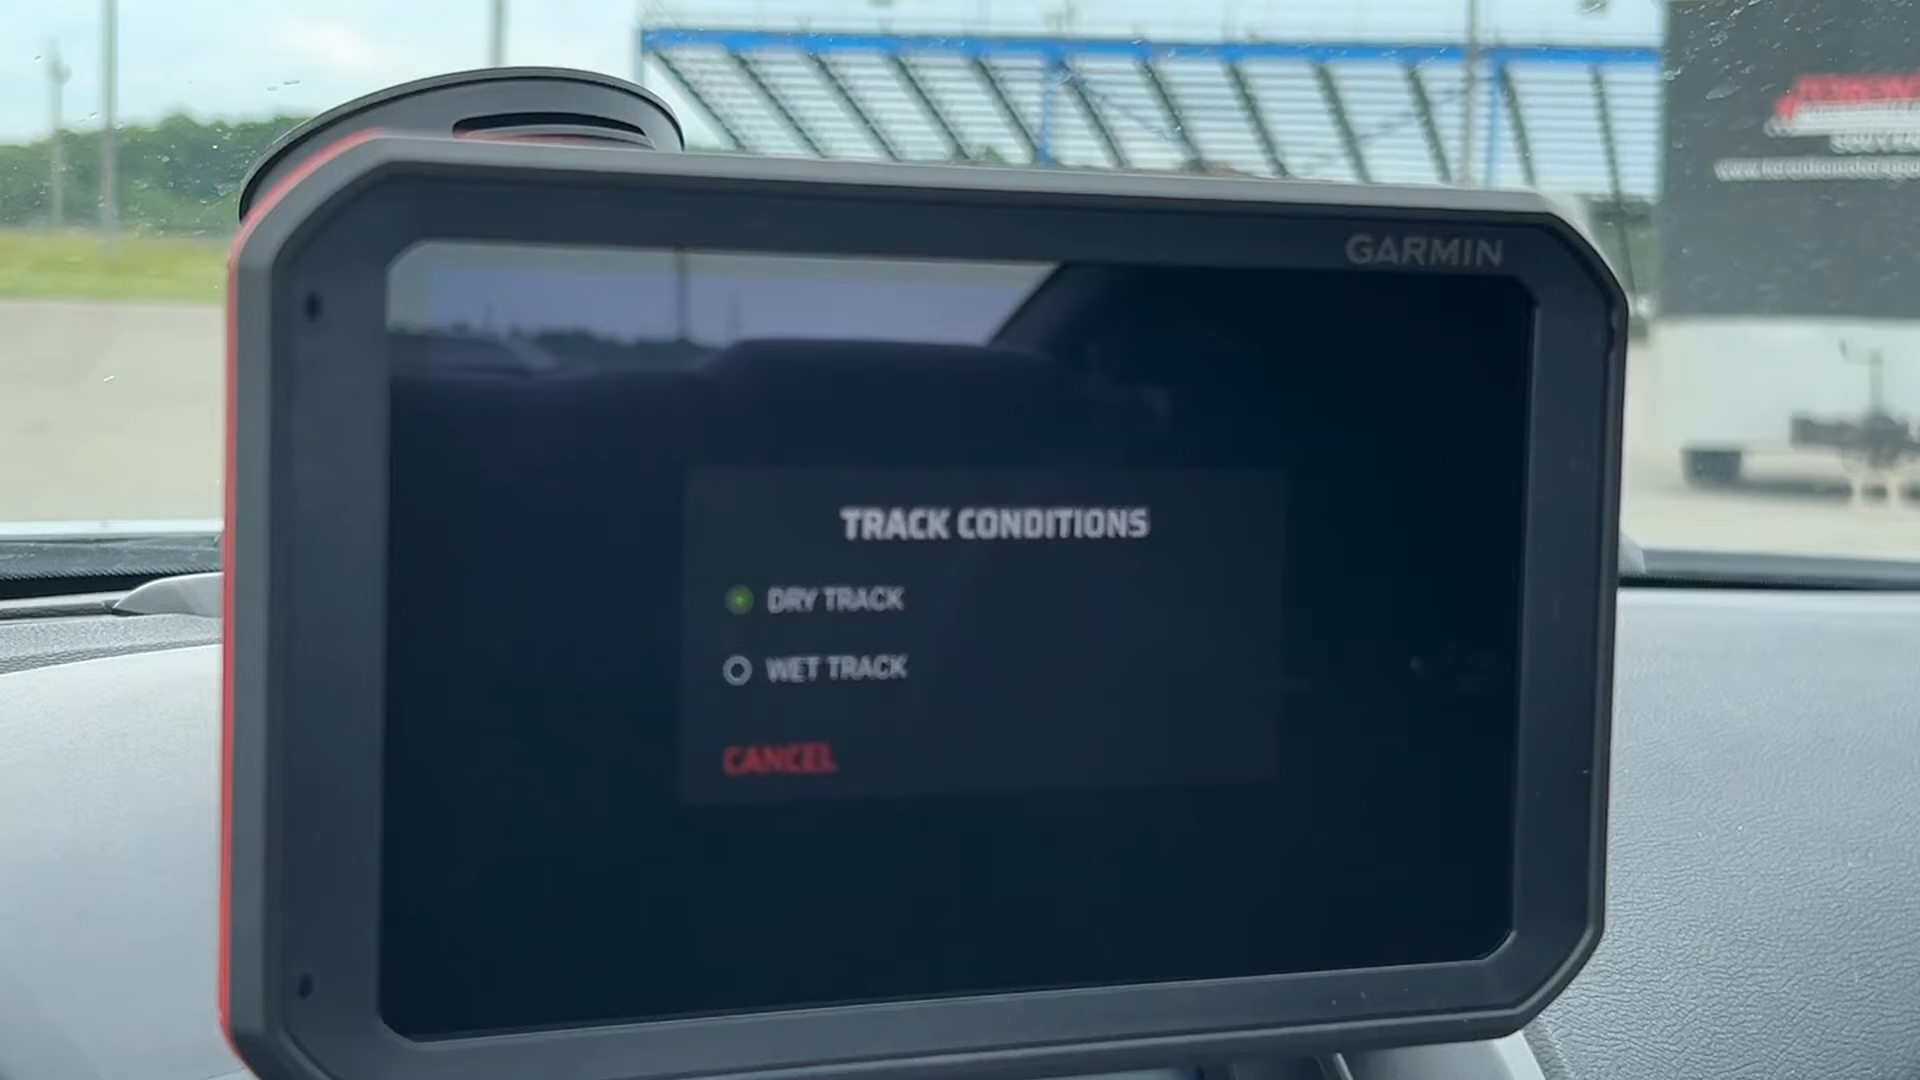 GARMIN
TRACK CONDITIONS
DRY TRACK
WET TRACK
CANCEL